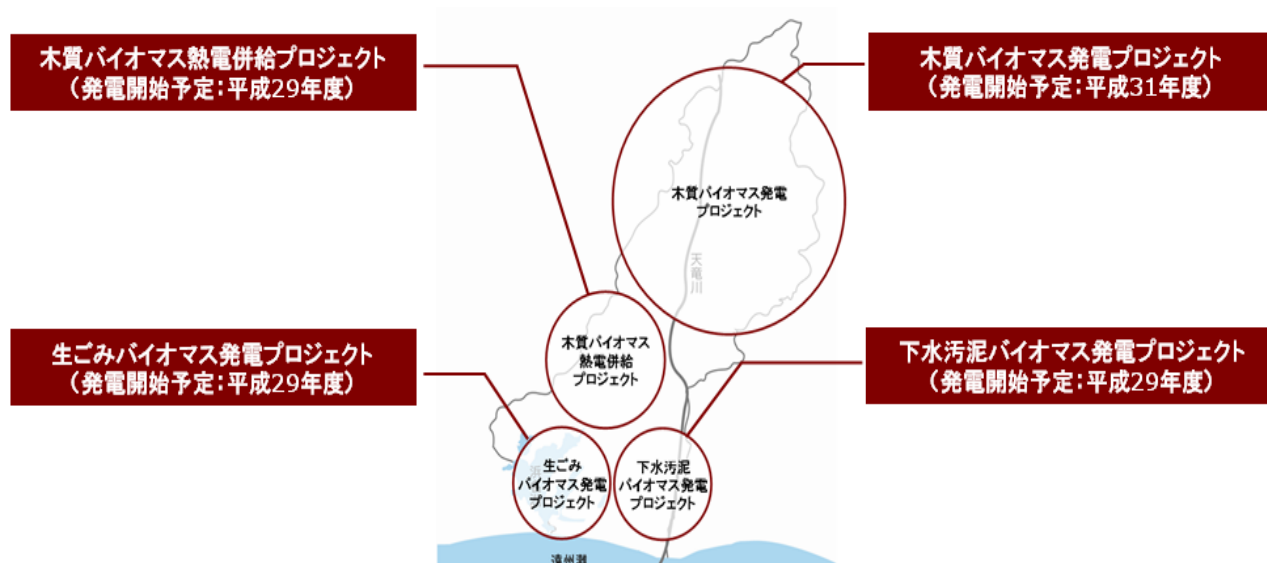 木質バイオマス熱電併給プロジェクト
（発電開始予定：平成29年度）
木質バイオマス発電プロジェクト
（発電開始予定：平成31年度）
木質バイオマス発電
プロジェクト
天竜川
木質バイオマス
熱電併給
プロジェクト
生ごみバイオマス発電プロジェクト
（発電開始予定：平成29年度）
下水汚泥バイオマス発電プロジェクト
（発電開始予定：平成29年度）
生ごみ
バイオマス発電
プロジェクト
下水汚泥
バイオマス発電
プロジェクト
遠州灘